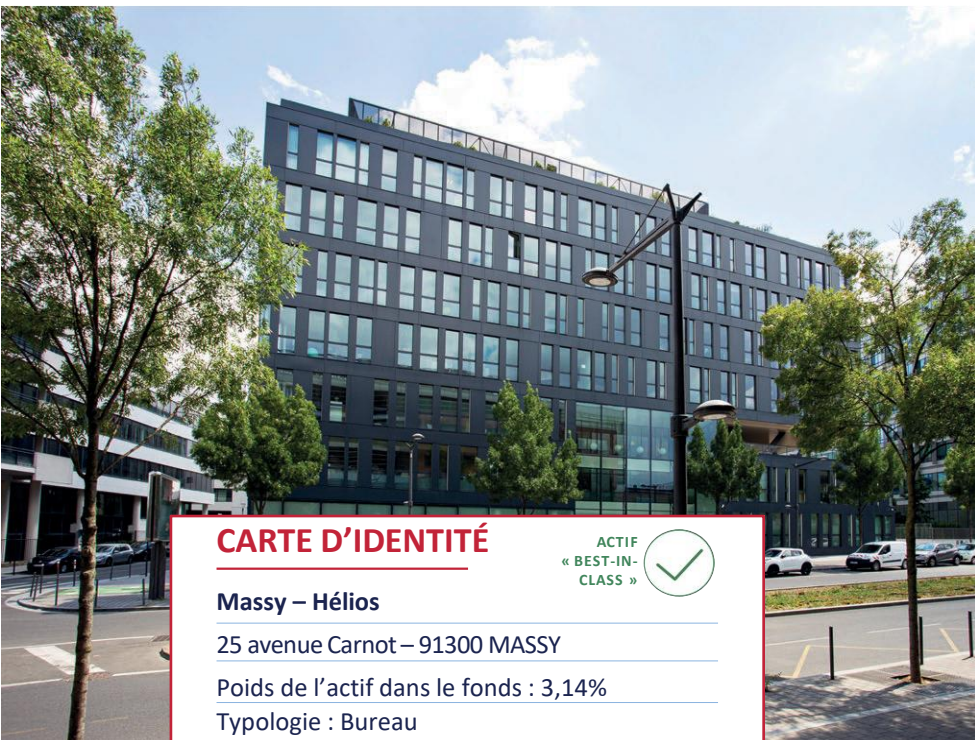 CARTE D'IDENTITÉ
ACTIF
« BEST-IN-
CLASS »
Massy – Hélios
25 avenue Carnot – 91300 MASSY
Poids de l'actif dans le fonds : 3,14%
Typologie : Bureau